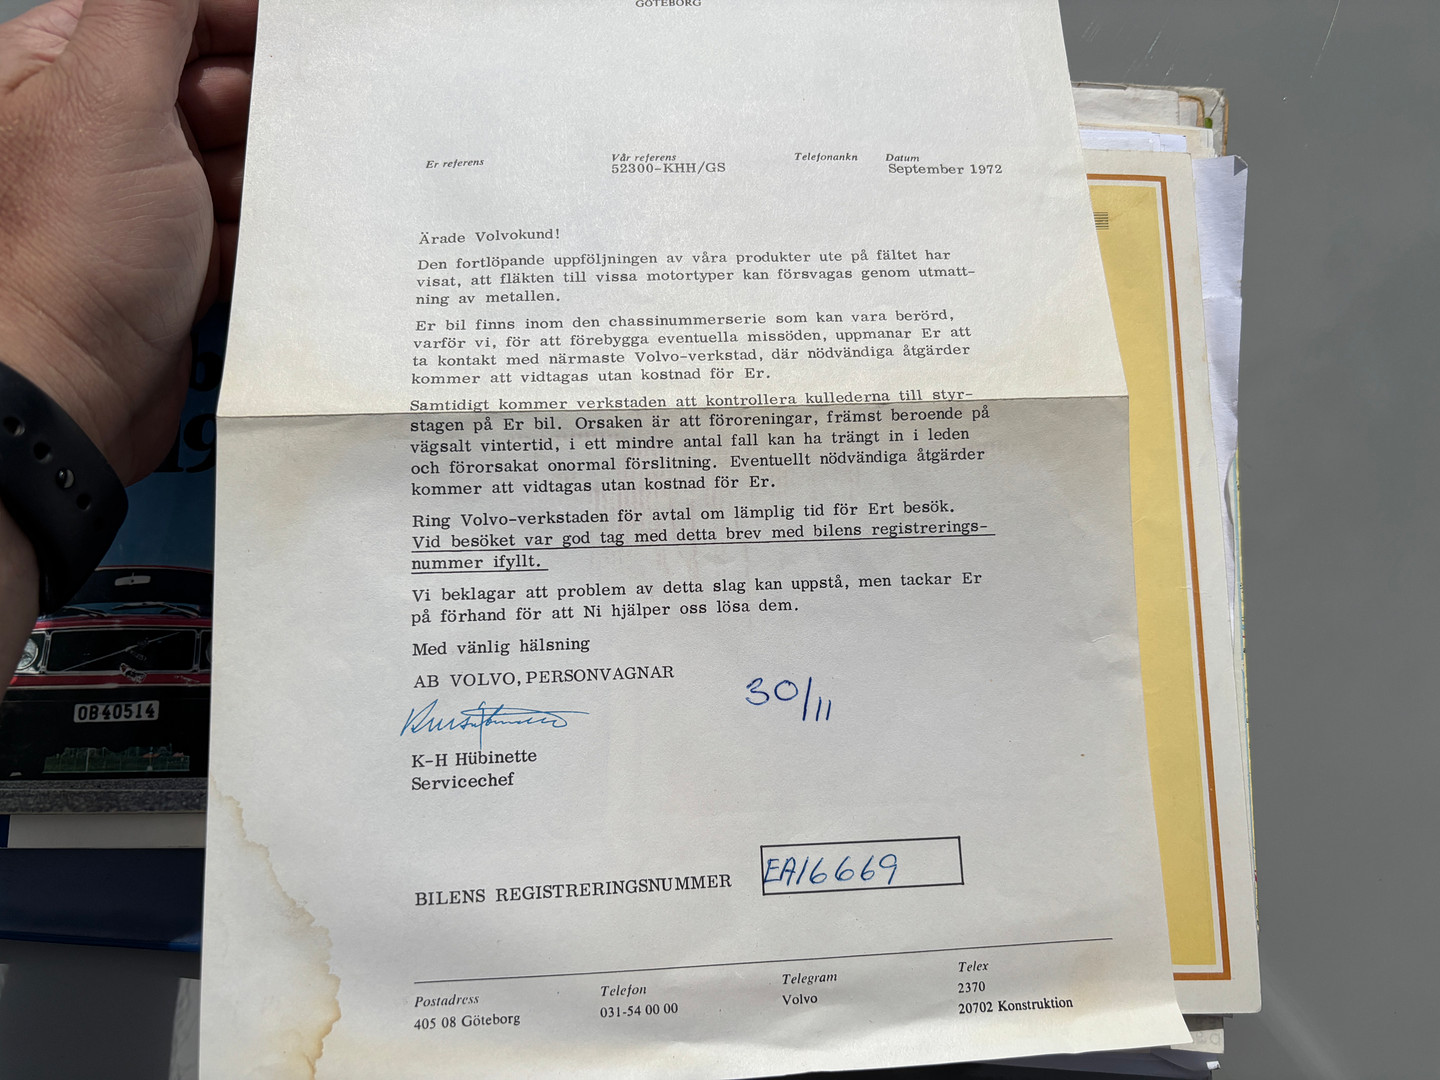 GÖTEBORG
Er referens
Vår referens
52300-KHH/GS
Telefonankn
Datum
September 1972
Ärade Volvokund!
Den fortlöpande uppföljningen av våra produkter ute på fältet har
visat, att fläkten till vissa motortyper kan försvagas genom utmatt-
ning av metallen.
Er bil finns inom den chassinummerserie som kan vara berörd,
varför vi, för att förebygga eventuella missöden, uppmanar Er att
ta kontakt med närmaste Volvo-verkstad, där nödvändiga åtgärder
kommer att vidtagas utan kostnad för Er.
Samtidigt kommer verkstaden att kontrollera kullederna till styr-
stagen på Er bil. Orsaken är att föroreningar, främst beroende på
vägsalt vintertid, i ett mindre antal fall kan ha trängt in i leden
och förorsakat onormal förslitning. Eventuellt nödvändiga åtgärder
kommer att vidtagas utan kostnad för Er.
Ring Volvo-verkstaden för avtal om lämplig tid för Ert besök.
Vid besöket var god tag med detta brev med bilens registrerings-
nummer ifyllt.
Vi beklagar att problem av detta slag kan uppstå, men tackar Er
på förhand för att Ni hjälper oss lösa dem.
Med vänlig hälsning
AB VOLVO, PERSONVAGNAR
30/11
K-H Hübinette
Servicechef
BILENS REGISTRERINGSNUMMER
EA16669
Postadress
405 08 Göteborg
Telefon
031-54 00 00
Telegram
Volvo
Telex
2370
20702 Konstruktion
OB40514